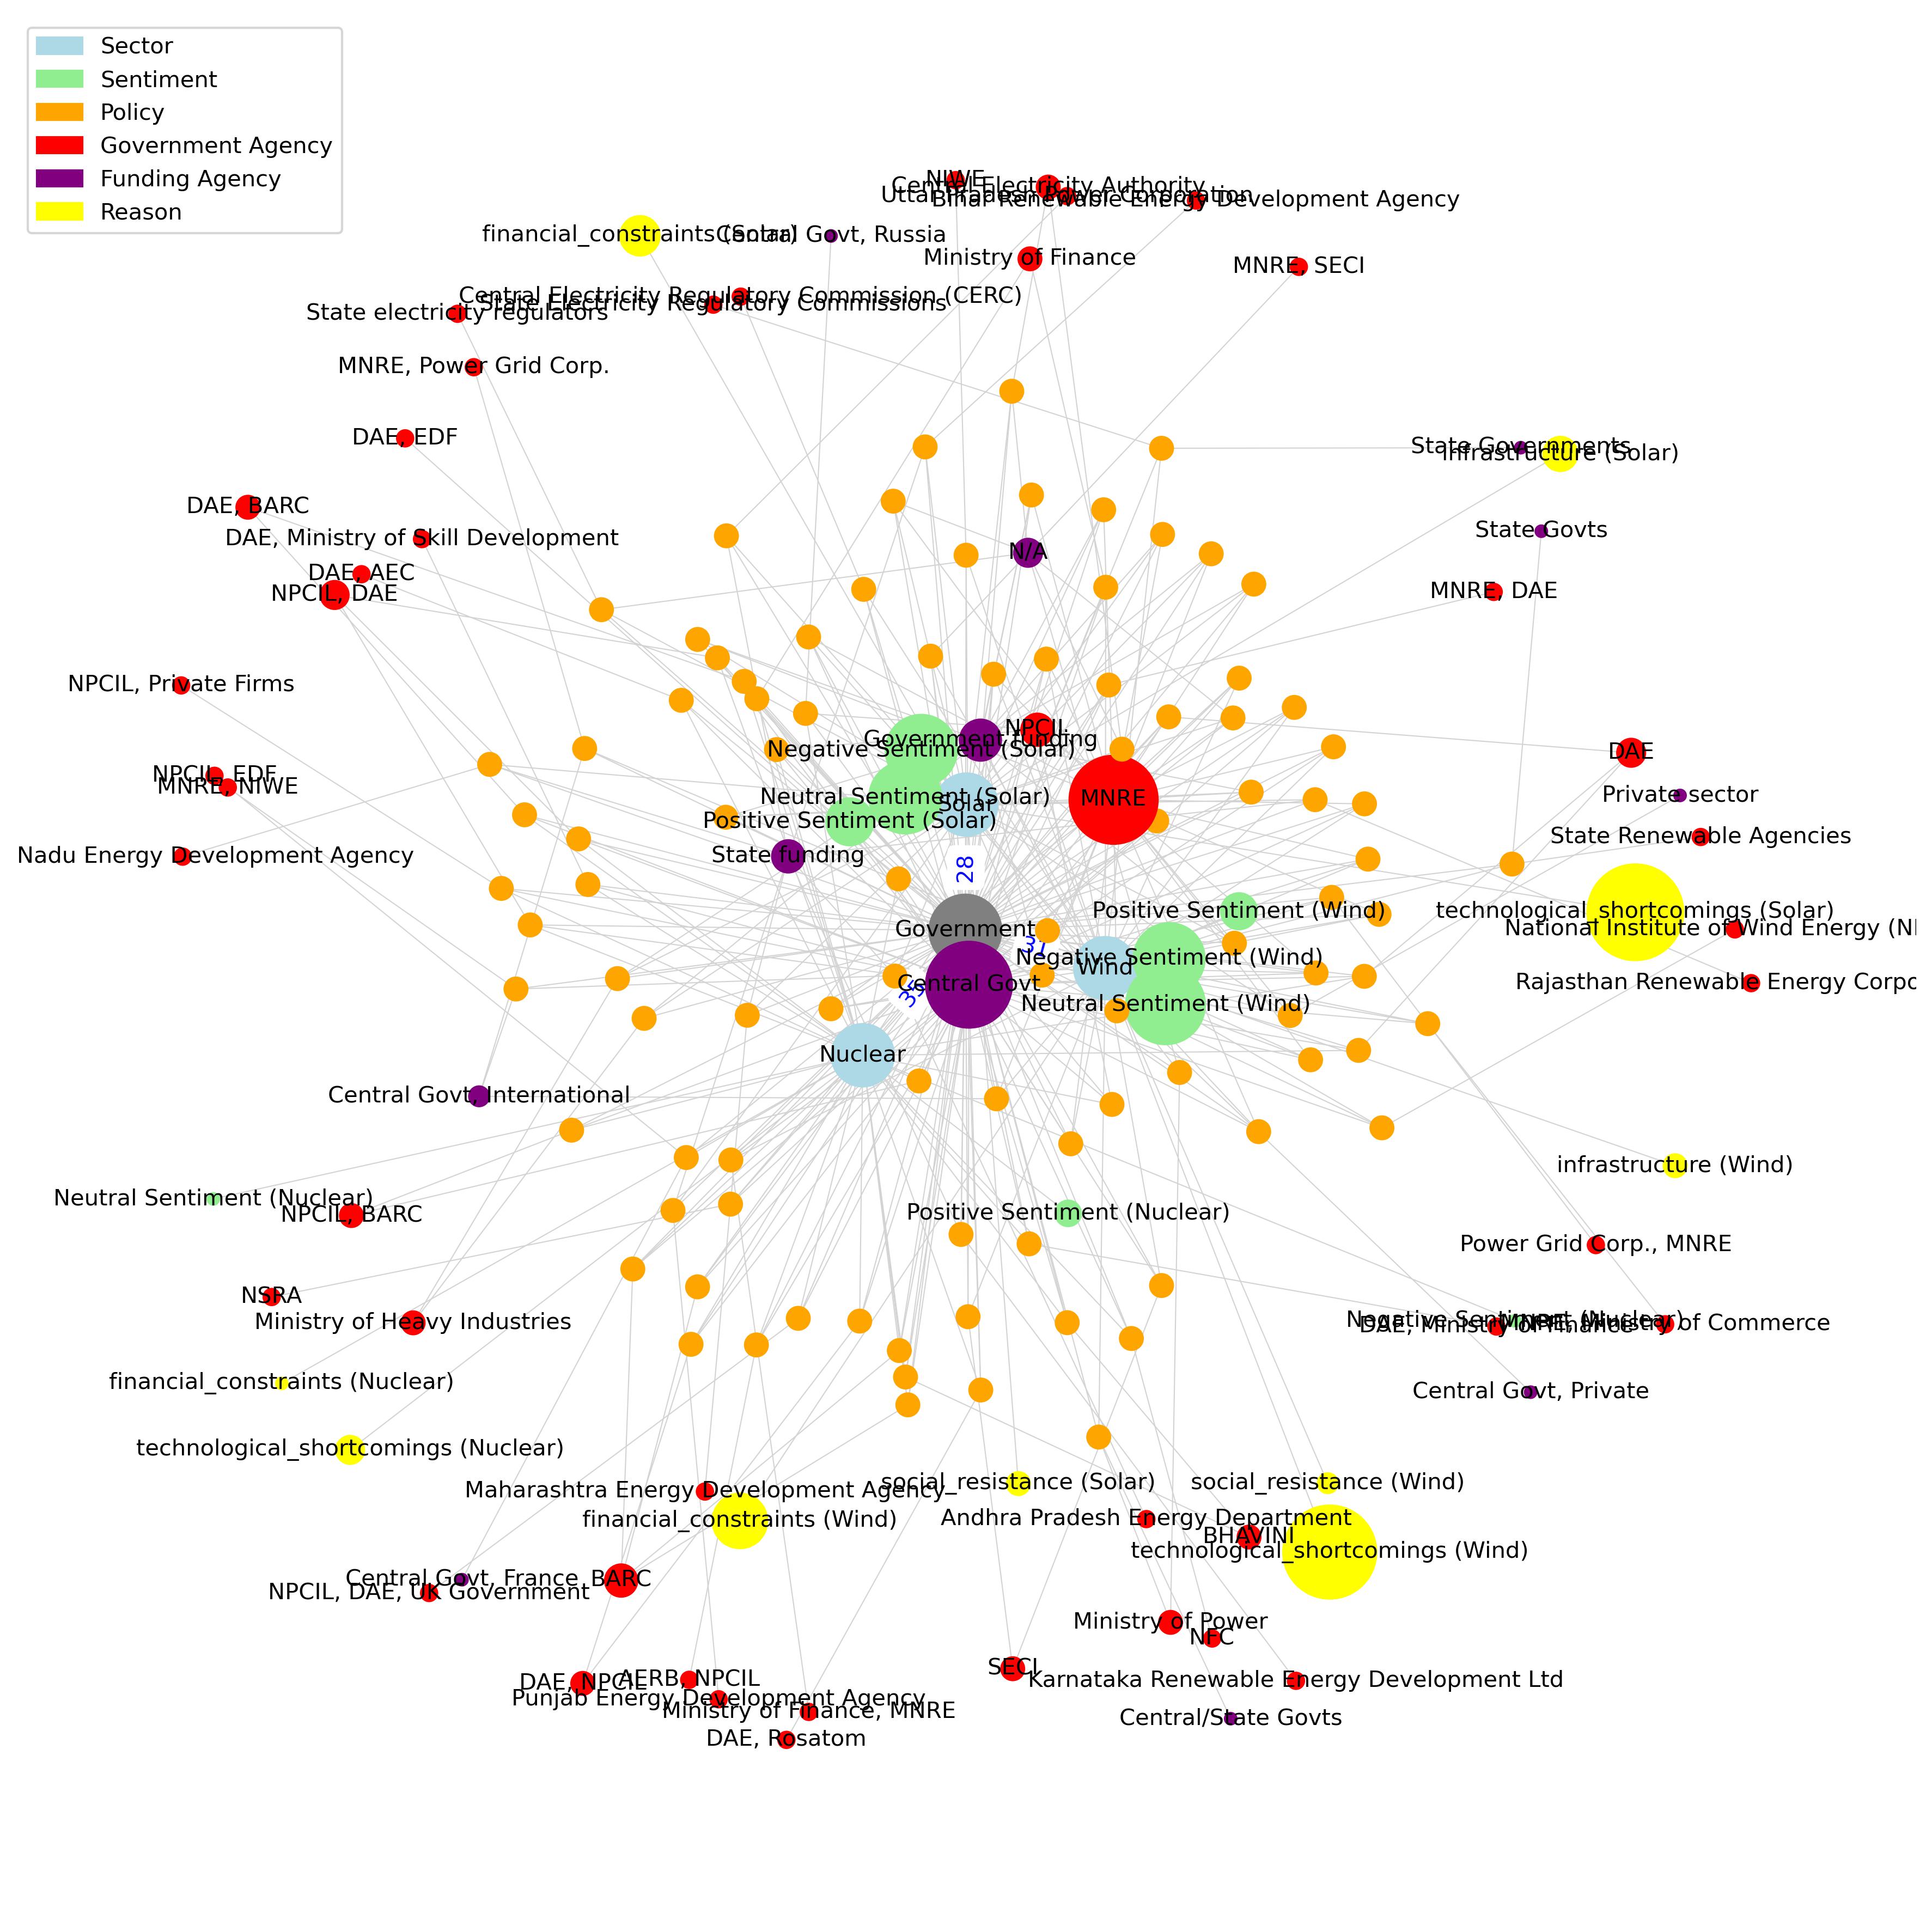 Sector
Sentiment
Policy
Government Agency
Funding Agency
Reason
NIWE
Central Electricity Authority
Uttar Pradesh Power Corporation
Bihar Renewable Energy Development Agency
financial_constraints (Solar)
Central Govt, Russia
Ministry of Finance
MNRE, SECI
Central Electricity Regulatory Commission (CERC)
State Electricity Regulatory Commissions
State electricity regulators
MNRE, Power Grid Corp.
DAE, EDF
State Governments
infrastructure (Solar)
DAE, BARC
State Govts
DAE, Ministry of Skill Development
N/A
DAE, AEC
NPCIL, DAE
MNRE, DAE
NPCIL, Private Firms
NPCIL
Government funding
Negative Sentiment (Solar)
DAE
NPCIL, EDF
MNRE, NIWE
Neutral Sentiment (Solar)
Solar
MNRE
Private sector
Positive Sentiment (Solar)
State Renewable Agencies
Nadu Energy Development Agency
State funding
28
Positive Sentiment (Wind)
technological_shortcomings (Solar)
Government
National Institute of Wind Energy (NI
37
Negative Sentiment (Wind)
Wind
Central Govt
Rajasthan Renewable Energy Corpo
35
Neutral Sentiment (Wind)
Nuclear
Central Govt, International
infrastructure (Wind)
Neutral Sentiment (Nuclear)
NPCIL, BARC
Positive Sentiment (Nuclear)
Power Grid Corp., MNRE
NSRA
Ministry of Heavy Industries
Negative Sentiment (Nuclear)
DAE, Ministry of Finance
MNRE, Ministry of Commerce
financial_constraints (Nuclear)
Central Govt, Private
technological_shortcomings (Nuclear)
Maharashtra Energy Development Agency
social_resistance (Solar)
social_resistance (Wind)
financial_constraints (Wind)
Andhra Pradesh Energy Department
BHAVINI
technological_shortcomings (Wind)
Central Govt, France
BARC
NPCIL, DAE, UK Government
Ministry of Power
NFC
SECI
DAE, NPCIL
AERB, NPCIL
Karnataka Renewable Energy Development Ltd
Punjab Energy Development Agency
Ministry of Finance, MNRE
Central/State Govts
DAE, Rosatom